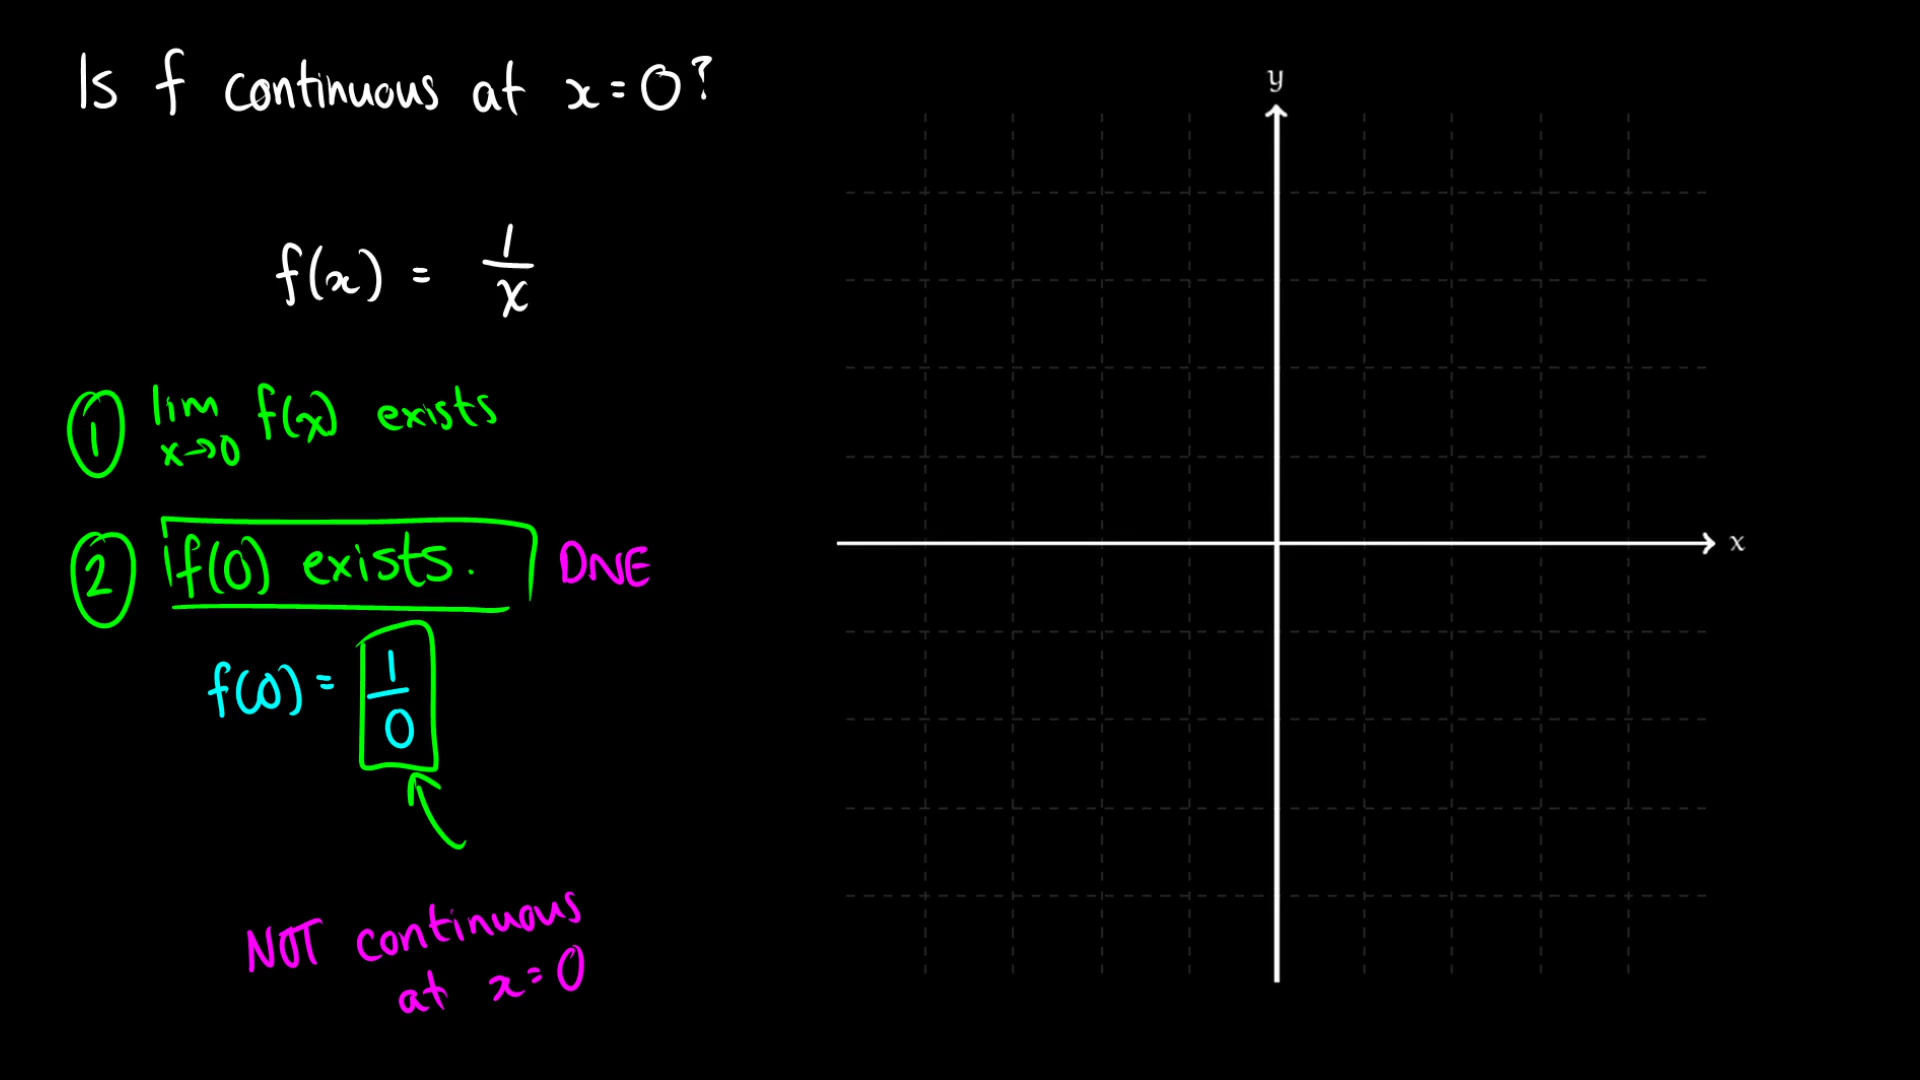 Is f continuous at x=0?
f(x) = 1/x
① lim x→0 f(x) exists
② f(0) exists. DNE
f(0) = 1/0
NOT continuous
at x=0
y
x